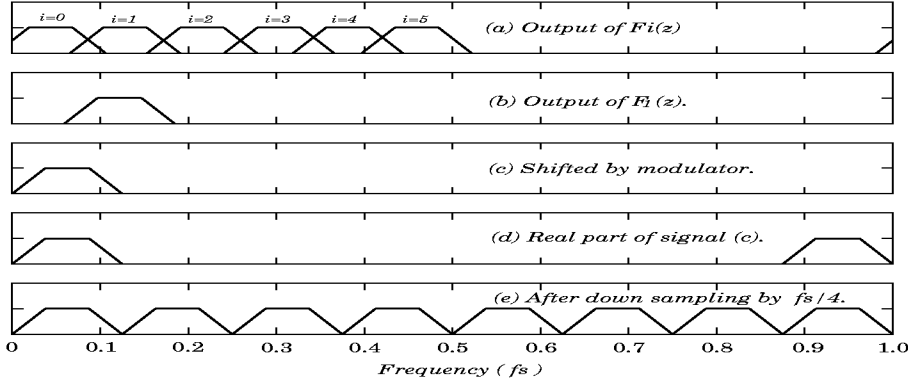 i=0 i=1 i=2 i=3 i=4 i=5
(a) Output of Fi(z)
(b) Output of F1(z).
(c) Shifted by modulator.
(d) Real part of signal (c).
(e) After down sampling by fs/4.
0 0.1 0.2 0.3 0.4 0.5 0.6 0.7 0.8 0.9 1.0
Frequency (fs)